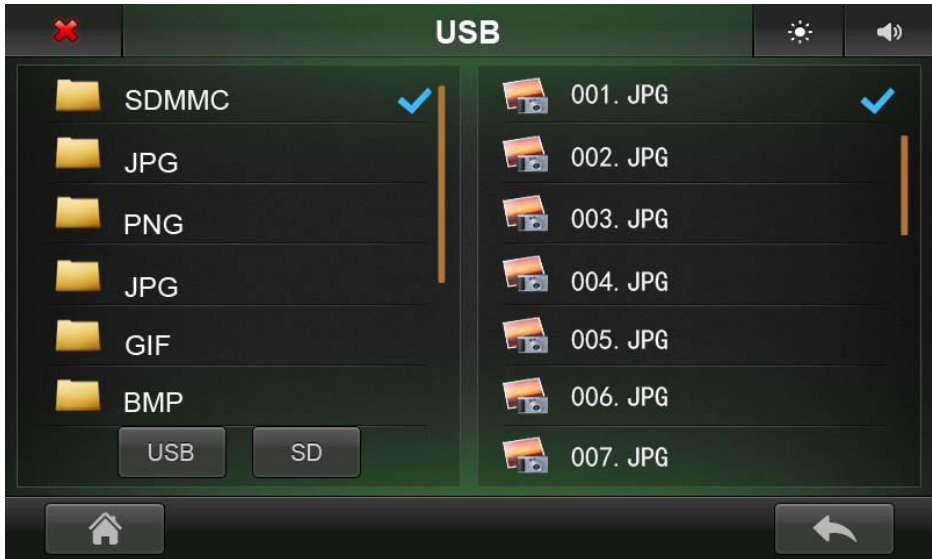 USB
SDMMC
JPG
PNG
JPG
GIF
BMP
USB
SD
001. JPG
002. JPG
003. JPG
004. JPG
005. JPG
006. JPG
007. JPG